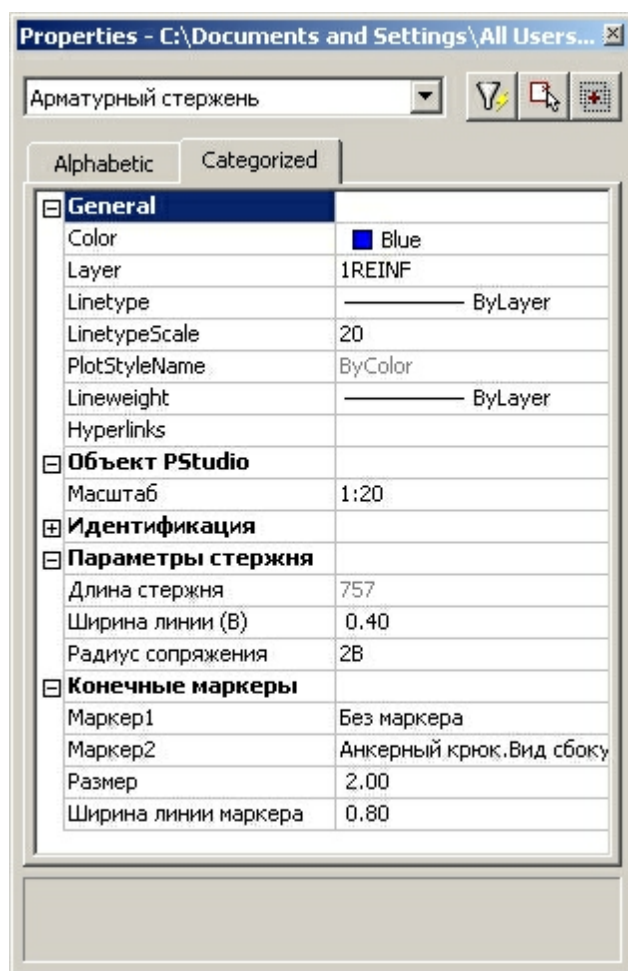 Properties - C:\Documents and Settings\All Users...
Арматурный стержень
Alphabetic Categorized
General
Color Blue
Layer 1REINF
Linetype ByLayer
LinetypeScale 20
PlotStyleName ByColor
Lineweight ByLayer
Hyperlinks
Объект PStudio
Масштаб 1:20
Идентификация
Параметры стержня
Длина стержня 757
Ширина линии (В) 0.40
Радиус сопряжения 2В
Конечные маркеры
Маркер1 Без маркера
Маркер2 Анкерный крюк.Вид сбоку
Размер 2.00
Ширина линии маркера 0.80